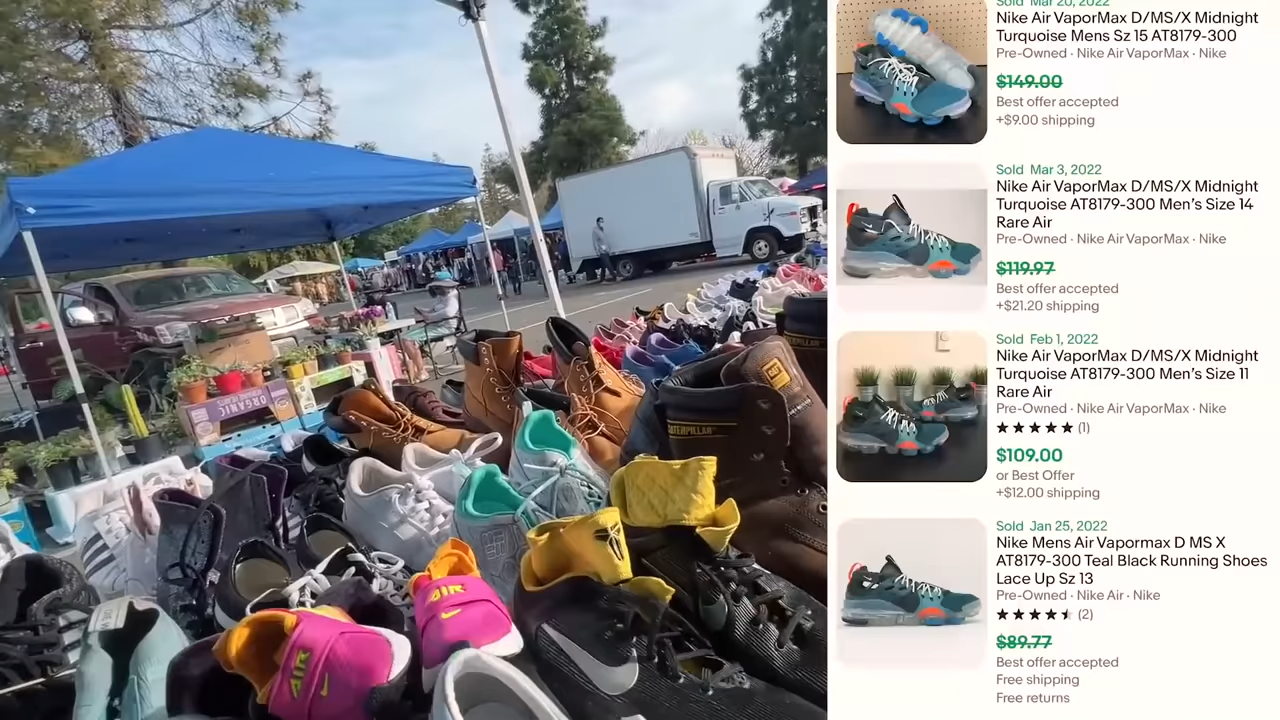 Sold Mar 20, 2022
Nike Air VaporMax D/MS/X Midnight
Turquoise Mens Sz 15 AT8179-300
Pre-Owned · Nike Air VaporMax · Nike
$149.00
Best offer accepted
+$9.00 shipping
Sold Mar 3, 2022
Nike Air VaporMax D/MS/X Midnight
Turquoise AT8179-300 Men's Size 14
Rare Air
Pre-Owned · Nike Air VaporMax · Nike
$119.97
Best offer accepted
+$21.20 shipping
Sold Feb 1, 2022
Nike Air VaporMax D/MS/X Midnight
Turquoise AT8179-300 Men's Size 11
Rare Air
Pre-Owned · Nike Air VaporMax · Nike
(1)
$109.00
or Best Offer
+$12.00 shipping
Sold Jan 25, 2022
Nike Mens Air Vapormax D MS X
AT8179-300 Teal Black Running Shoes
Lace Up Sz 13
Pre-Owned · Nike Air · Nike
(2)
$89.77
Best offer accepted
Free shipping
Free returns
ORGANIC
CAT
CATERPILLAR
AIR
AIR